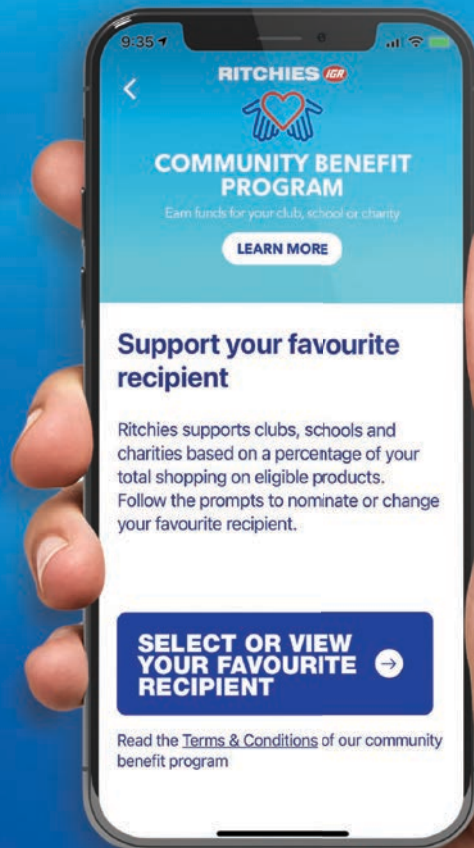 9:35
RITCHIES IGA
COMMUNITY BENEFIT
PROGRAM
Earn funds for your club, school or charity
LEARN MORE
Support your favourite
recipient
Ritchies supports clubs, schools and
charities based on a percentage of your
total shopping on eligible products.
Follow the prompts to nominate or change
your favourite recipient.
SELECT OR VIEW
YOUR FAVOURITE
RECIPIENT
Read the Terms & Conditions of our community
benefit program